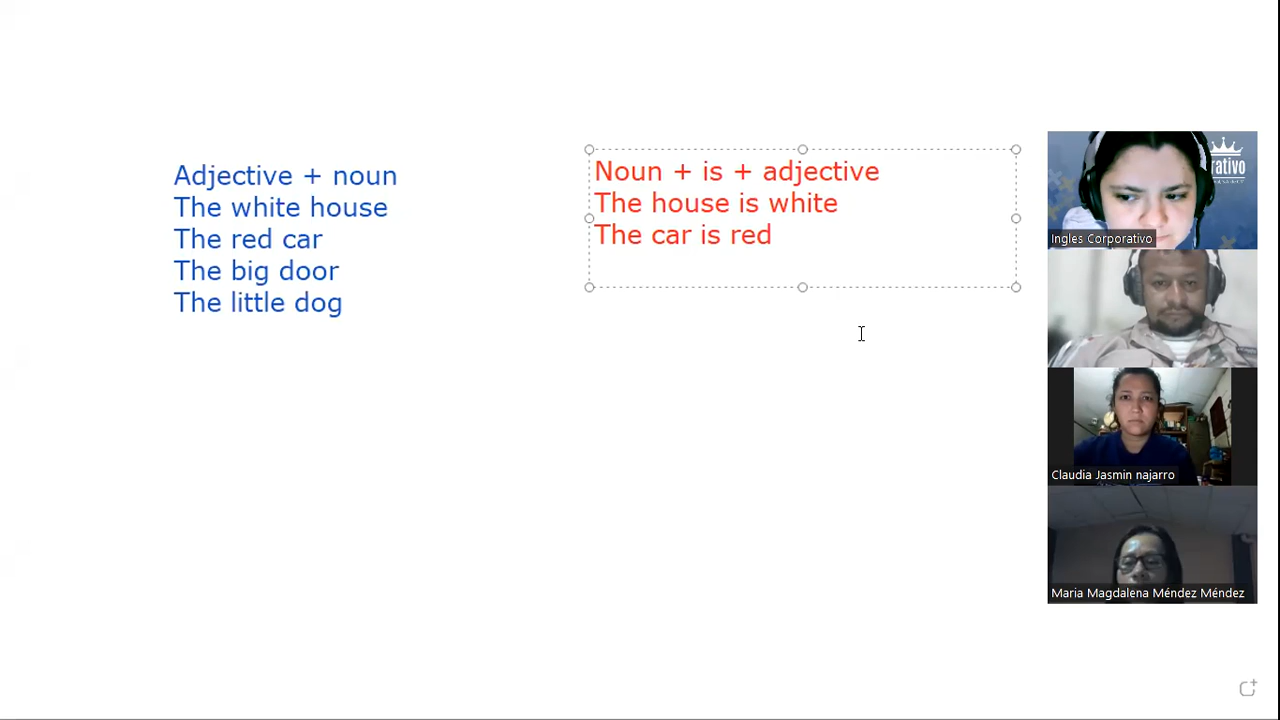 Adjective + noun
The white house
The red car
The big door
The little dog
Noun + is + adjective
The house is white
The car is red
Ingles Corporativo
Claudia Jasmin najarro
Maria Magdalena Méndez Méndez